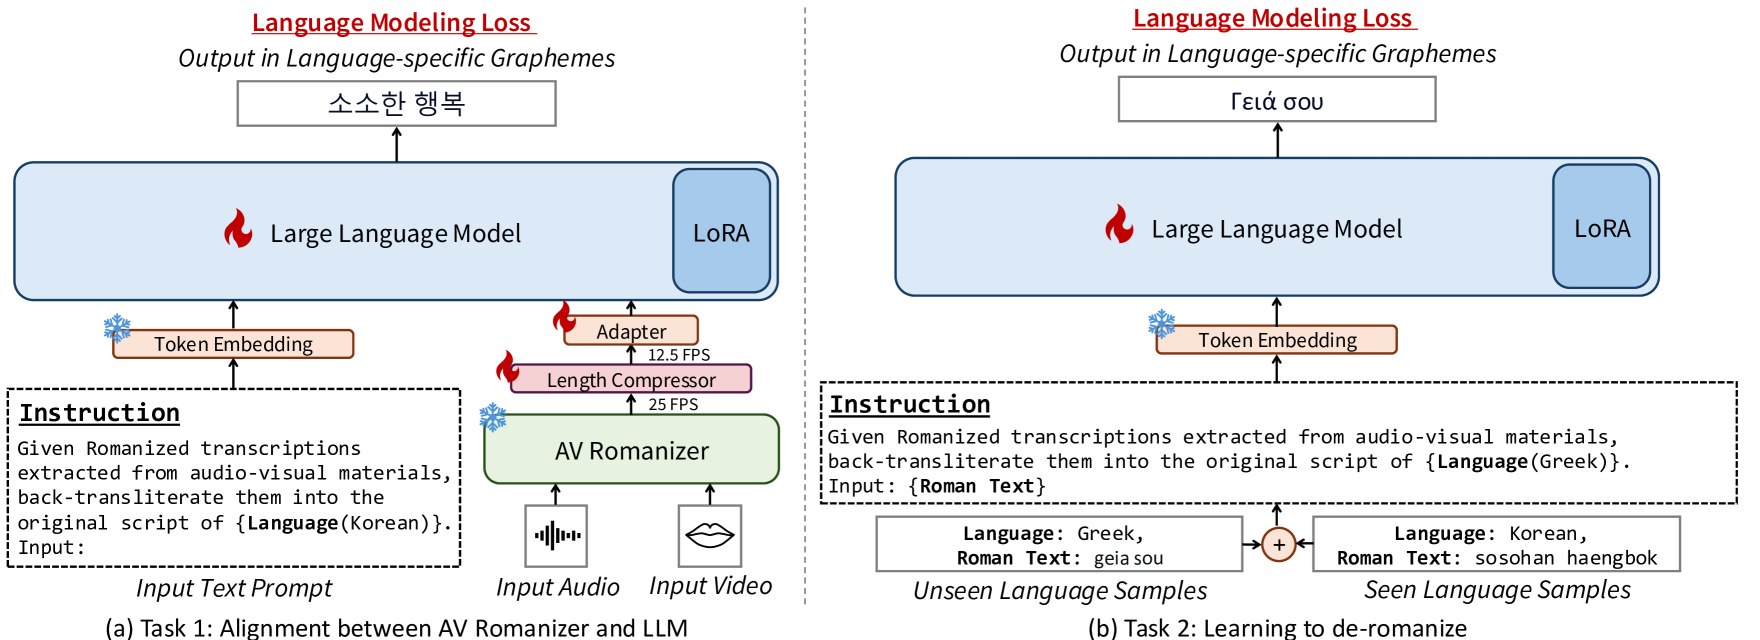 Language Modeling Loss
Output in Language-specific Graphemes
소소한 행복
Large Language Model
LoRA
Token Embedding
Adapter
12.5 FPS
Length Compressor
25 FPS
AV Romanizer
Instruction
Given Romanized transcriptions
extracted from audio-visual materials,
back-transliterate them into the
original script of {Language(Korean)}.
Input:
Input Text Prompt
Input Audio
Input Video
(a) Task 1: Alignment between AV Romanizer and LLM
Language Modeling Loss
Output in Language-specific Graphemes
Γειά σου
Large Language Model
LoRA
Token Embedding
Instruction
Given Romanized transcriptions extracted from audio-visual materials,
back-transliterate them into the original script of {Language(Greek)}.
Input: {Roman Text}
Language: Greek,
Roman Text: geia sou
+
Language: Korean,
Roman Text: sosohan haengbok
Unseen Language Samples
Seen Language Samples
(b) Task 2: Learning to de-romanize